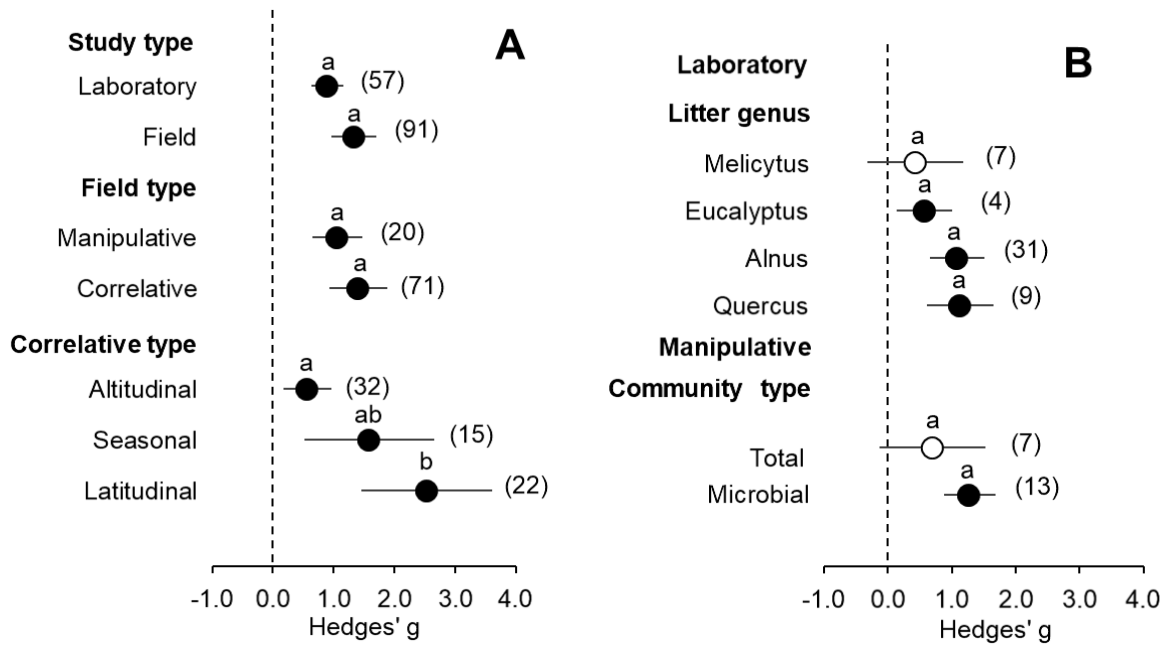 A
Study type
a
Laboratory (57)
a
Field (91)
Field type
a
Manipulative (20)
a
Correlative (71)
Correlative type
a
Altitudinal (32)
ab
Seasonal (15)
b
Latitudinal (22)
-1.0 0.0 1.0 2.0 3.0 4.0
Hedges' g
B
Laboratory
Litter genus
a
Melicytus (7)
a
Eucalyptus (4)
a
Alnus (31)
a
Quercus (9)
Manipulative
Community type
a
Total (7)
a
Microbial (13)
-1.0 0.0 1.0 2.0 3.0 4.0
Hedges' g